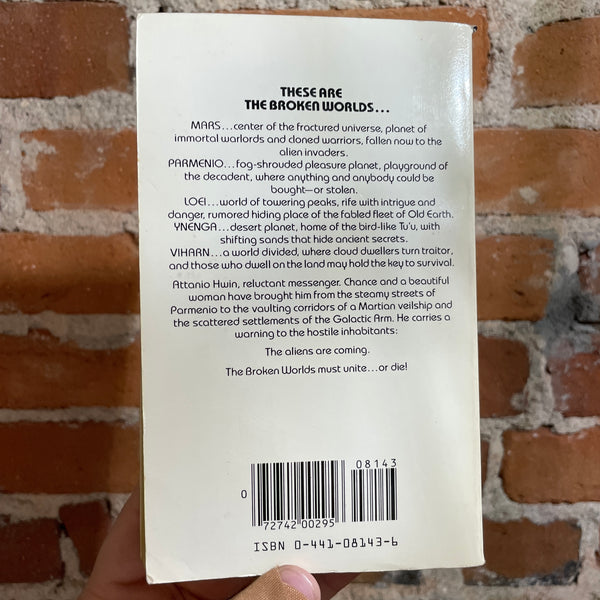 THESE ARE
THE BROKEN WORLDS...
MARS...center of the fractured universe, planet of
immortal warlords and cloned warriors, fallen now to the
alien invaders.
PARMENIO...fog-shrouded pleasure planet, playground of
the decadent, where anything and anybody could be
bought—or stolen.
LOEI...world of towering peaks, rife with intrigue and
danger, rumored hiding place of the fabled fleet of Old Earth.
YNENGA...desert planet, home of the bird-like Tu'u, with
shifting sands that hide ancient secrets.
VIHARN...a world divided, where cloud dwellers turn traitor,
and those who dwell on the land may hold the key to survival.
Attanio Hwin, reluctant messenger. Chance and a beautiful
woman have brought him from the steamy streets of
Parmenio to the vaulting corridors of a Martian veilship and
the scattered settlements of the Galactic Arm. He carries a
warning to the hostile inhabitants:
The aliens are coming.
The Broken Worlds must unite...or die!
08143
0
72742 00295
ISBN 0-441-08143-6